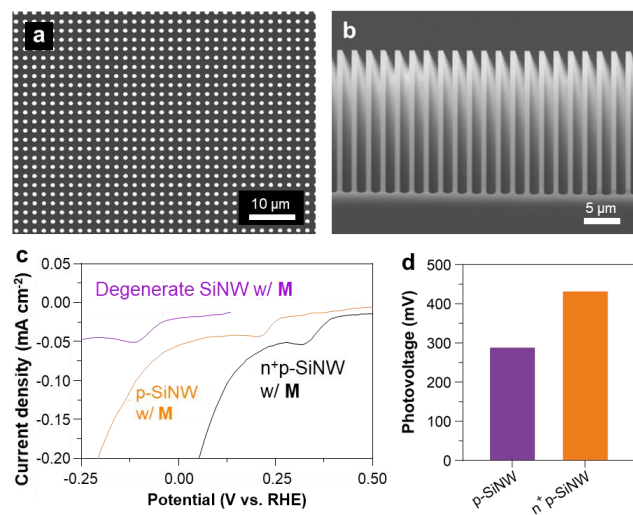 a
10 µm
b
5 µm
c
Current density (mA cm⁻²)
0.05
0.00
-0.05
-0.10
-0.15
-0.20
Degenerate SiNW w/ M
p-SiNW
w/ M
n⁺p-SiNW
w/ M
-0.25
0.00
0.25
0.50
Potential (V vs. RHE)
d
Photovoltage (mV)
500
400
300
200
100
0
p-SiNW
n⁺p-SiNW